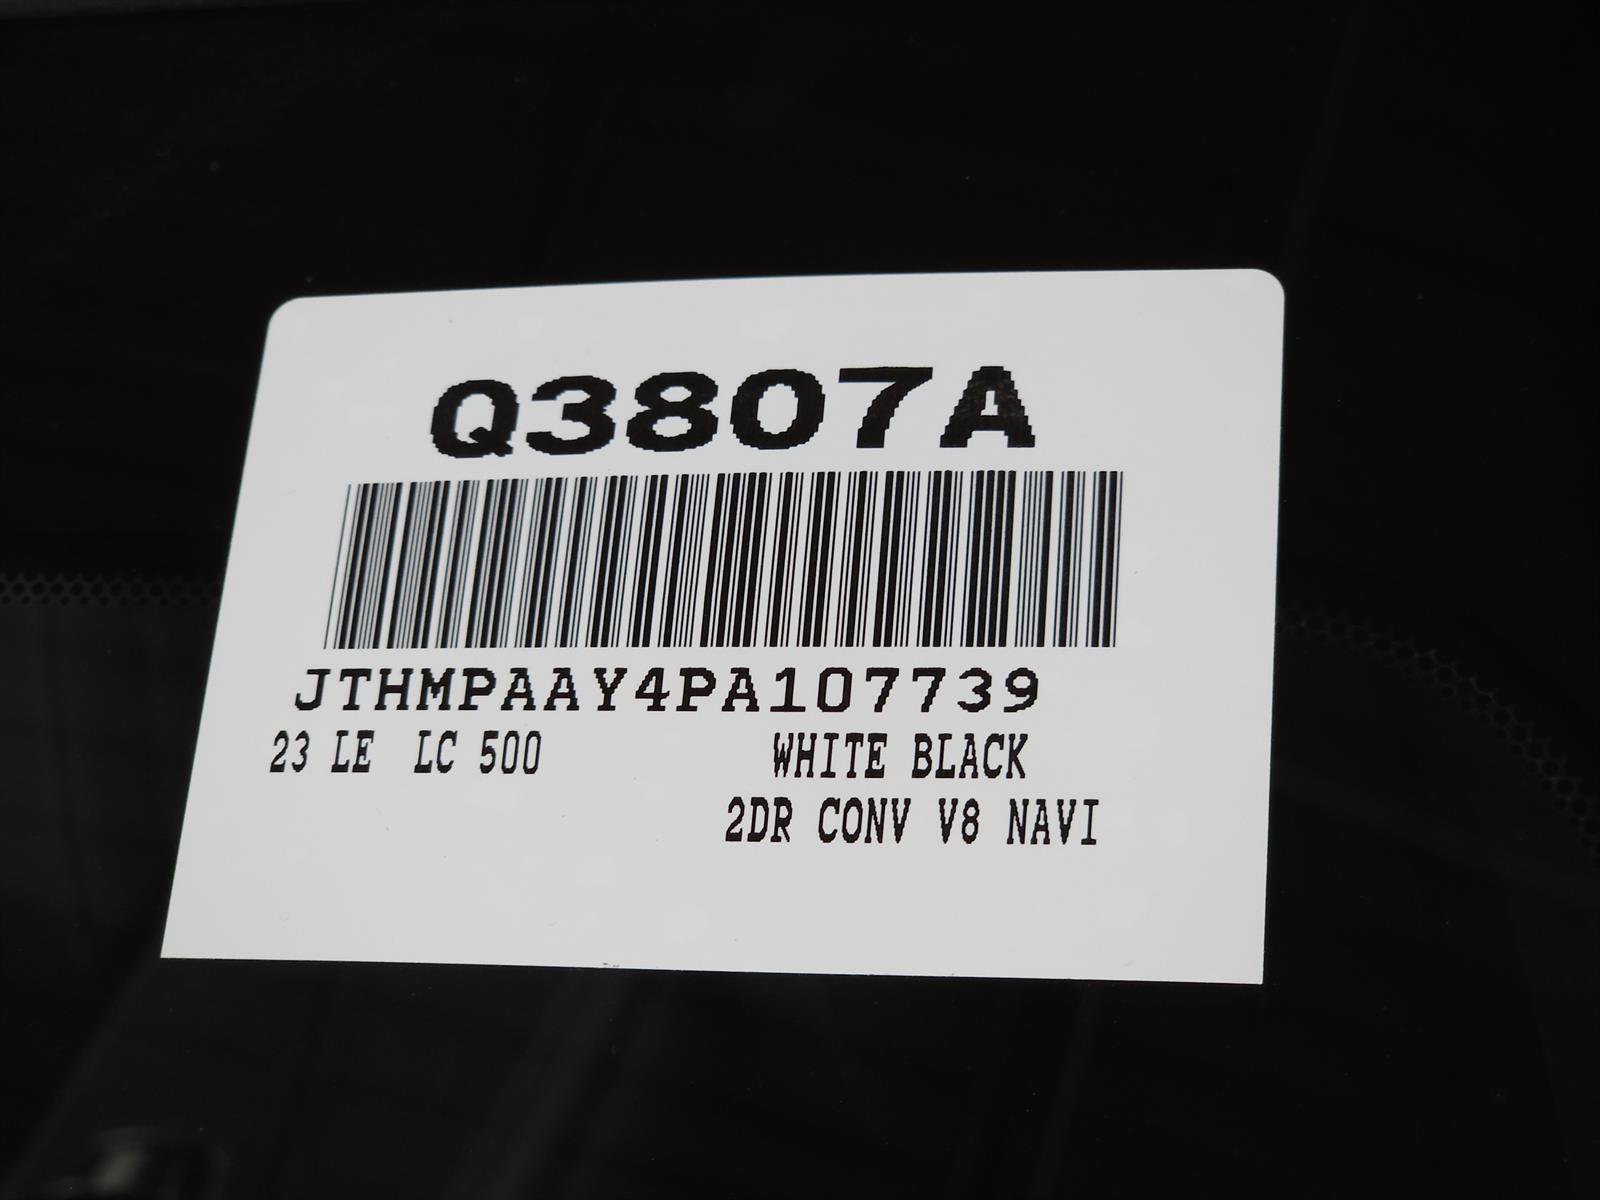 Q3807A
JTHMPAAY4PA107739
23 LE LC 500 WHITE BLACK
2DR CONV V8 NAVI